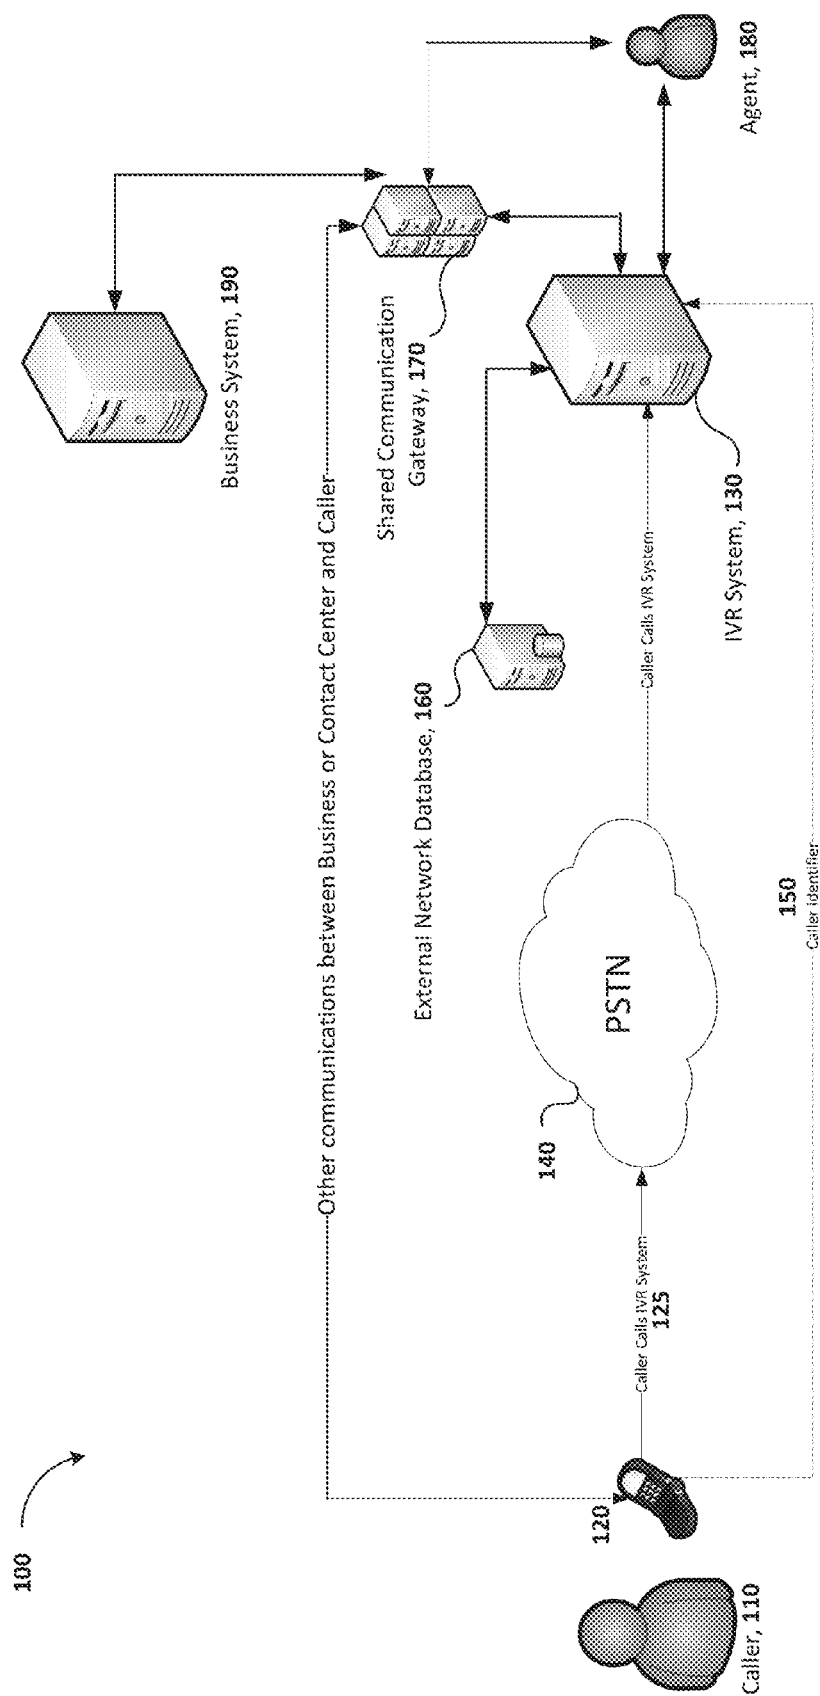 100
Caller, 110
120
Caller Calls IVR System
125
140
PSTN
150
Caller Identifier
Caller Calls IVR System
IVR System, 130
External Network Database, 160
Other communications between Business or Contact Center and Caller
Shared Communication
Gateway, 170
Business System, 190
Agent, 180